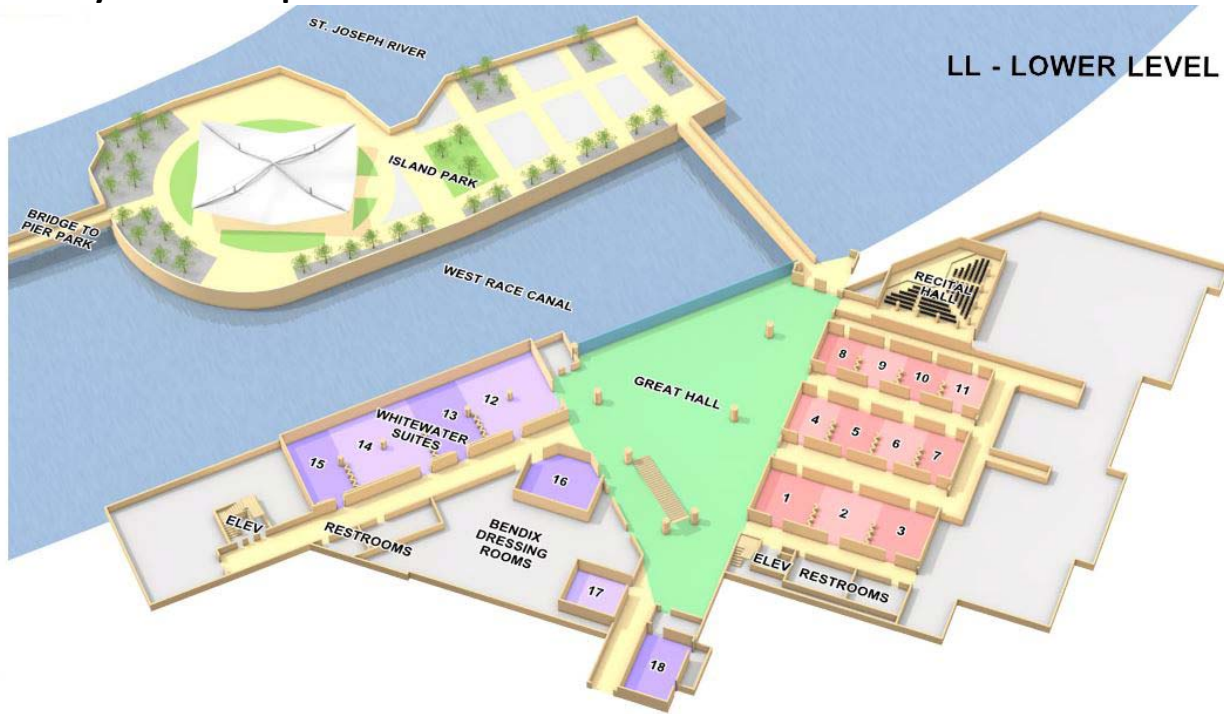 ST. JOSEPH RIVER
LL - LOWER LEVEL
ISLAND PARK
BRIDGE TO
PIER PARK
WEST RACE CANAL
RECITAL
HALL
GREAT HALL
8
9
10
11
4
5
6
7
1
2
3
12
13
WHITEWATER
SUITES
14
15
16
ELEV
RESTROOMS
BENDIX
DRESSING
ROOMS
17
18
ELEV
RESTROOMS